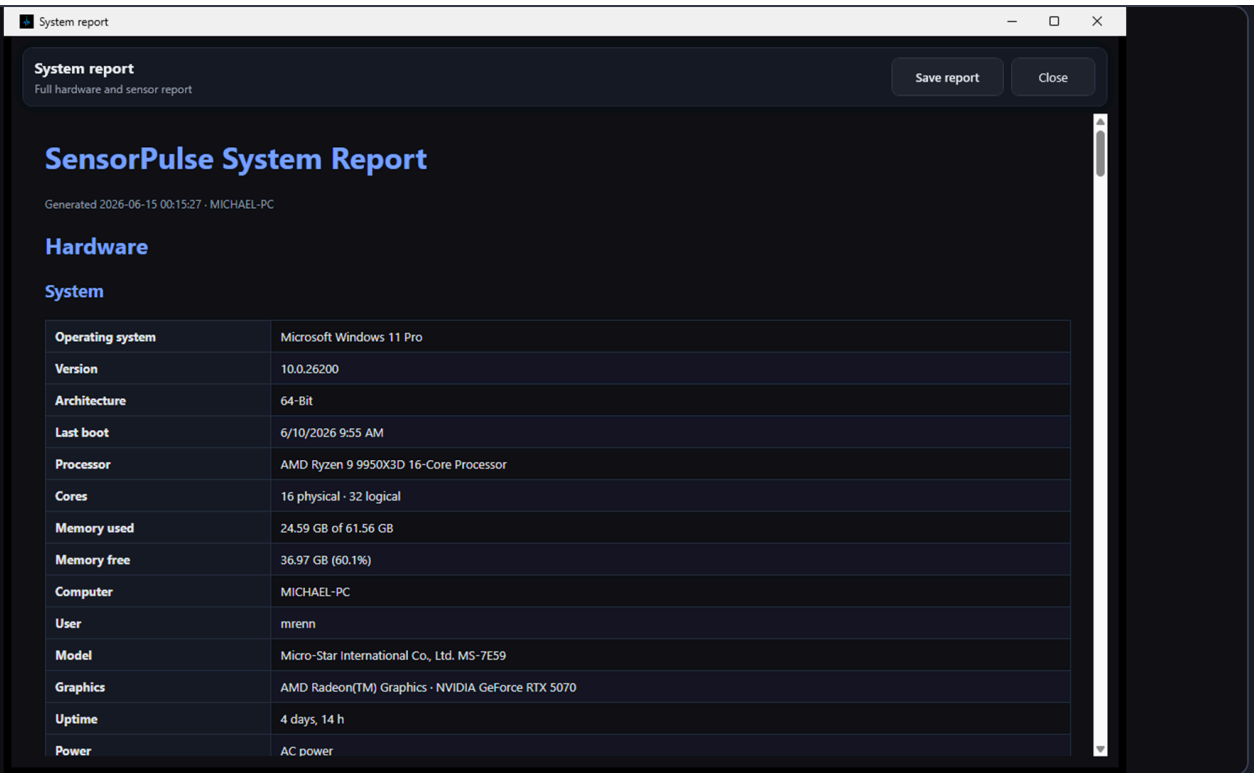 System report
System report
Full hardware and sensor report
Save report
Close
SensorPulse System Report
Generated 2026-06-15 00:15:27 · MICHAEL-PC
Hardware
System
Operating system Microsoft Windows 11 Pro
Version 10.0.26200
Architecture 64-Bit
Last boot 6/10/2026 9:55 AM
Processor AMD Ryzen 9 9950X3D 16-Core Processor
Cores 16 physical · 32 logical
Memory used 24.59 GB of 61.56 GB
Memory free 36.97 GB (60.1%)
Computer MICHAEL-PC
User mrenn
Model Micro-Star International Co., Ltd. MS-7E59
Graphics AMD Radeon(TM) Graphics · NVIDIA GeForce RTX 5070
Uptime 4 days, 14 h
Power AC power